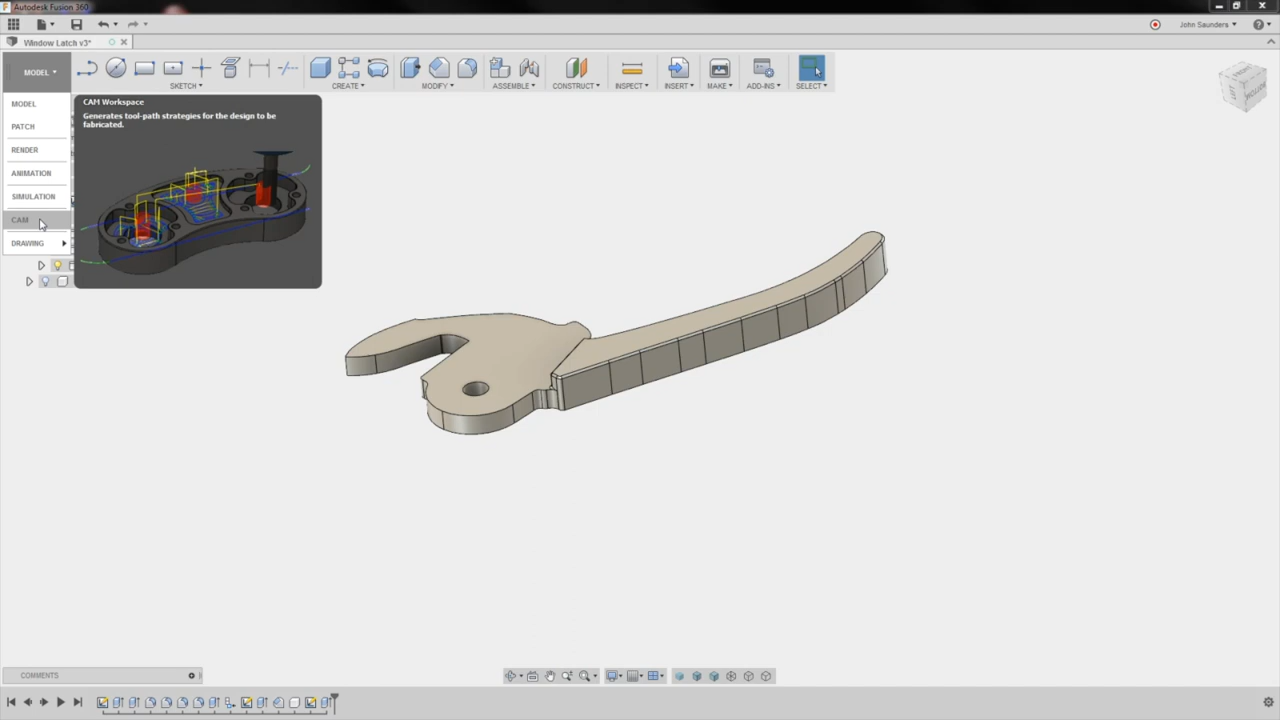 Autodesk Fusion 360
John Saunders
Window Latch v3*
MODEL
SKETCH
CREATE
MODIFY
ASSEMBLE
CONSTRUCT
INSPECT
INSERT
MAKE
ADD-INS
SELECT
MODEL
PATCH
RENDER
ANIMATION
SIMULATION
CAM
DRAWING
CAM Workspace
Generates tool-path strategies for the design to be
fabricated.
COMMENTS